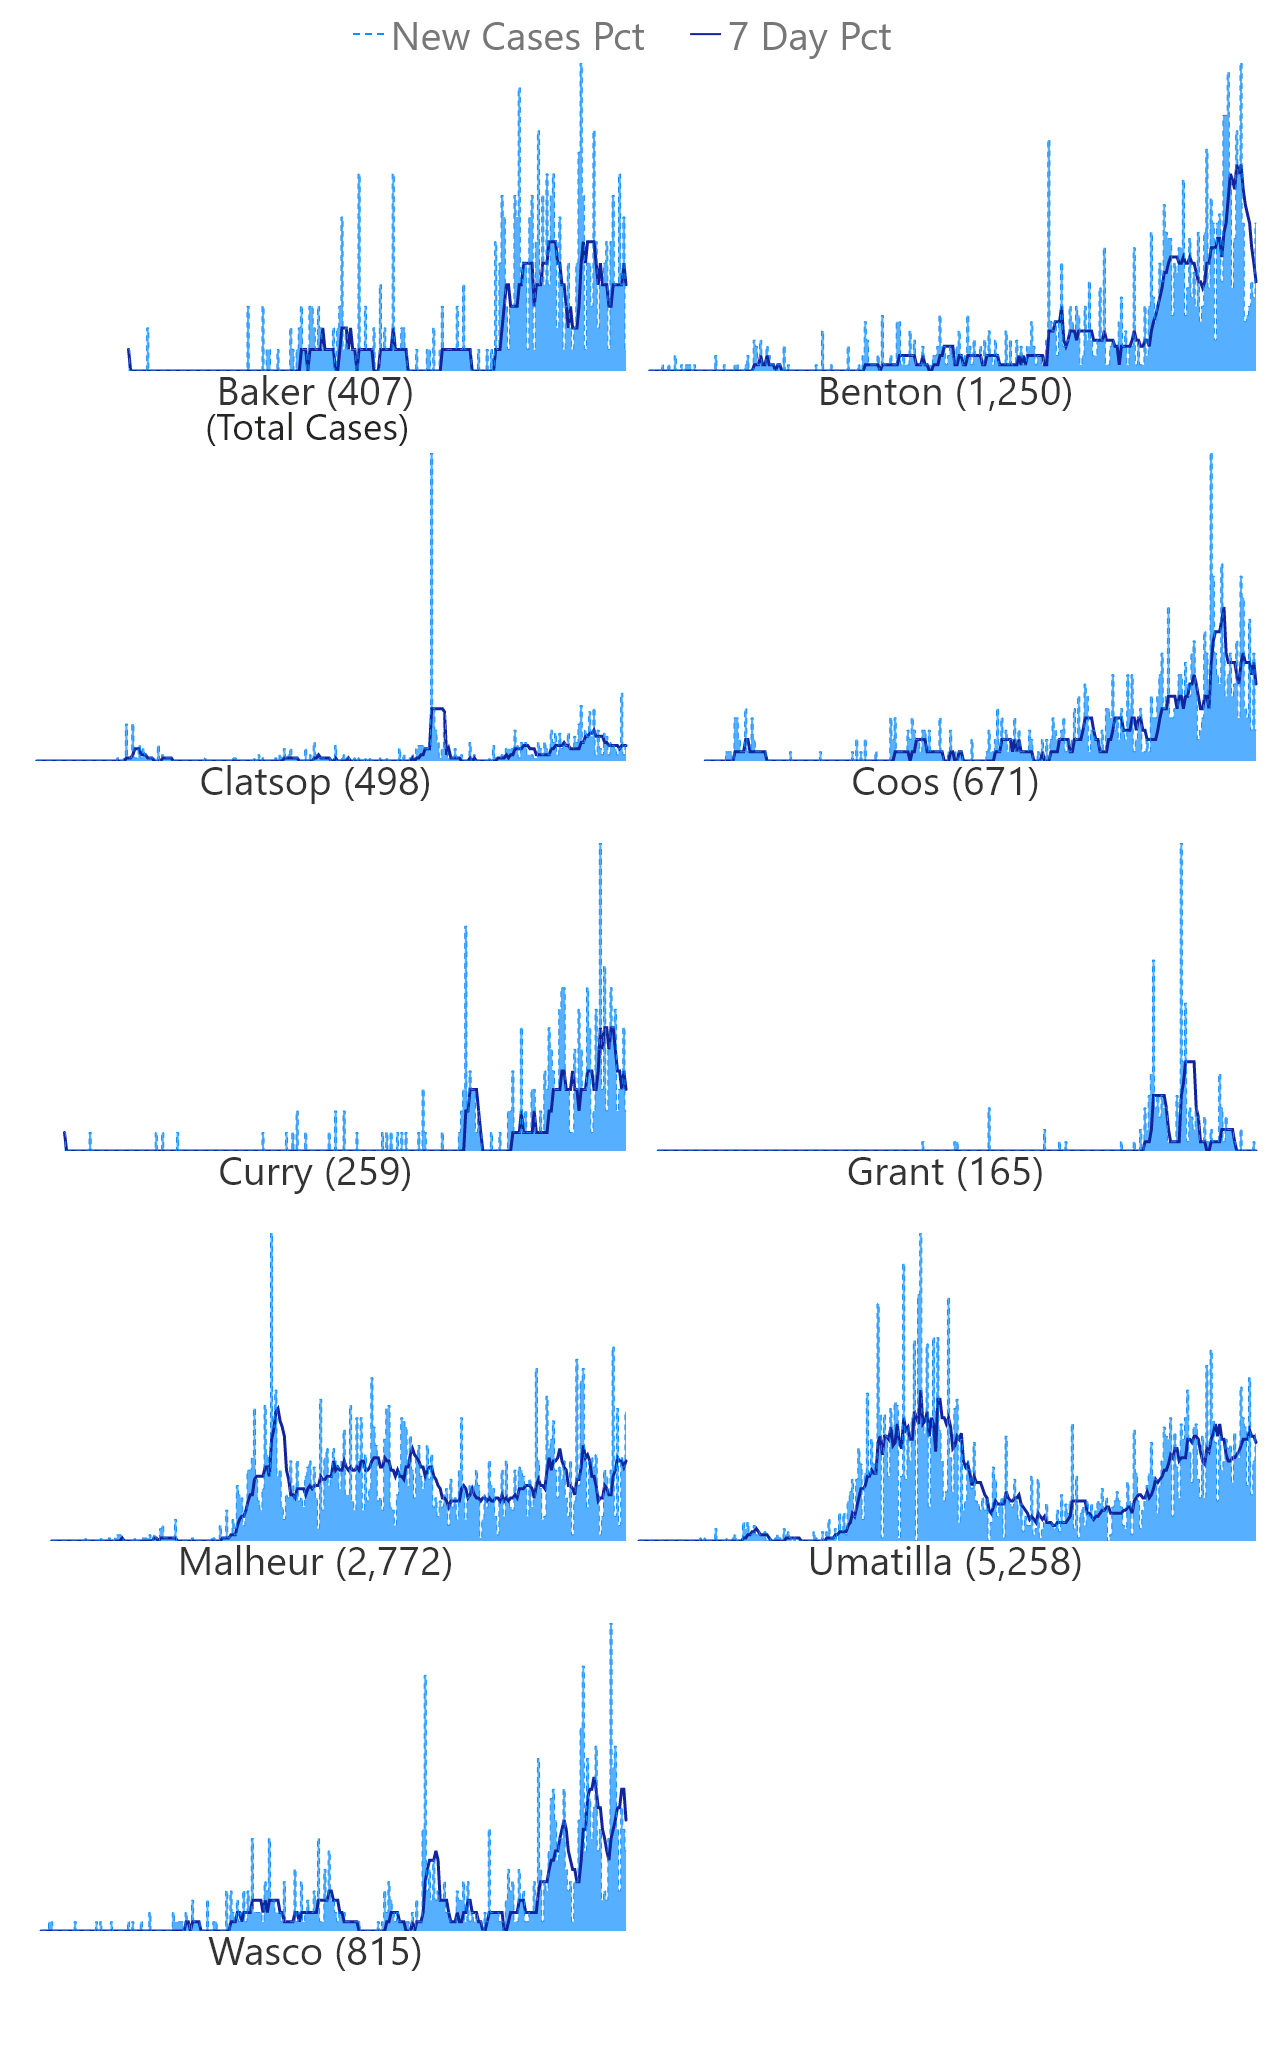 New Cases Pct 7 Day Pct
Baker (407) Benton (1,250)
(Total Cases)
Clatsop (498) Coos (671)
Curry (259) Grant (165)
Malheur (2,772) Umatilla (5,258)
Wasco (815)